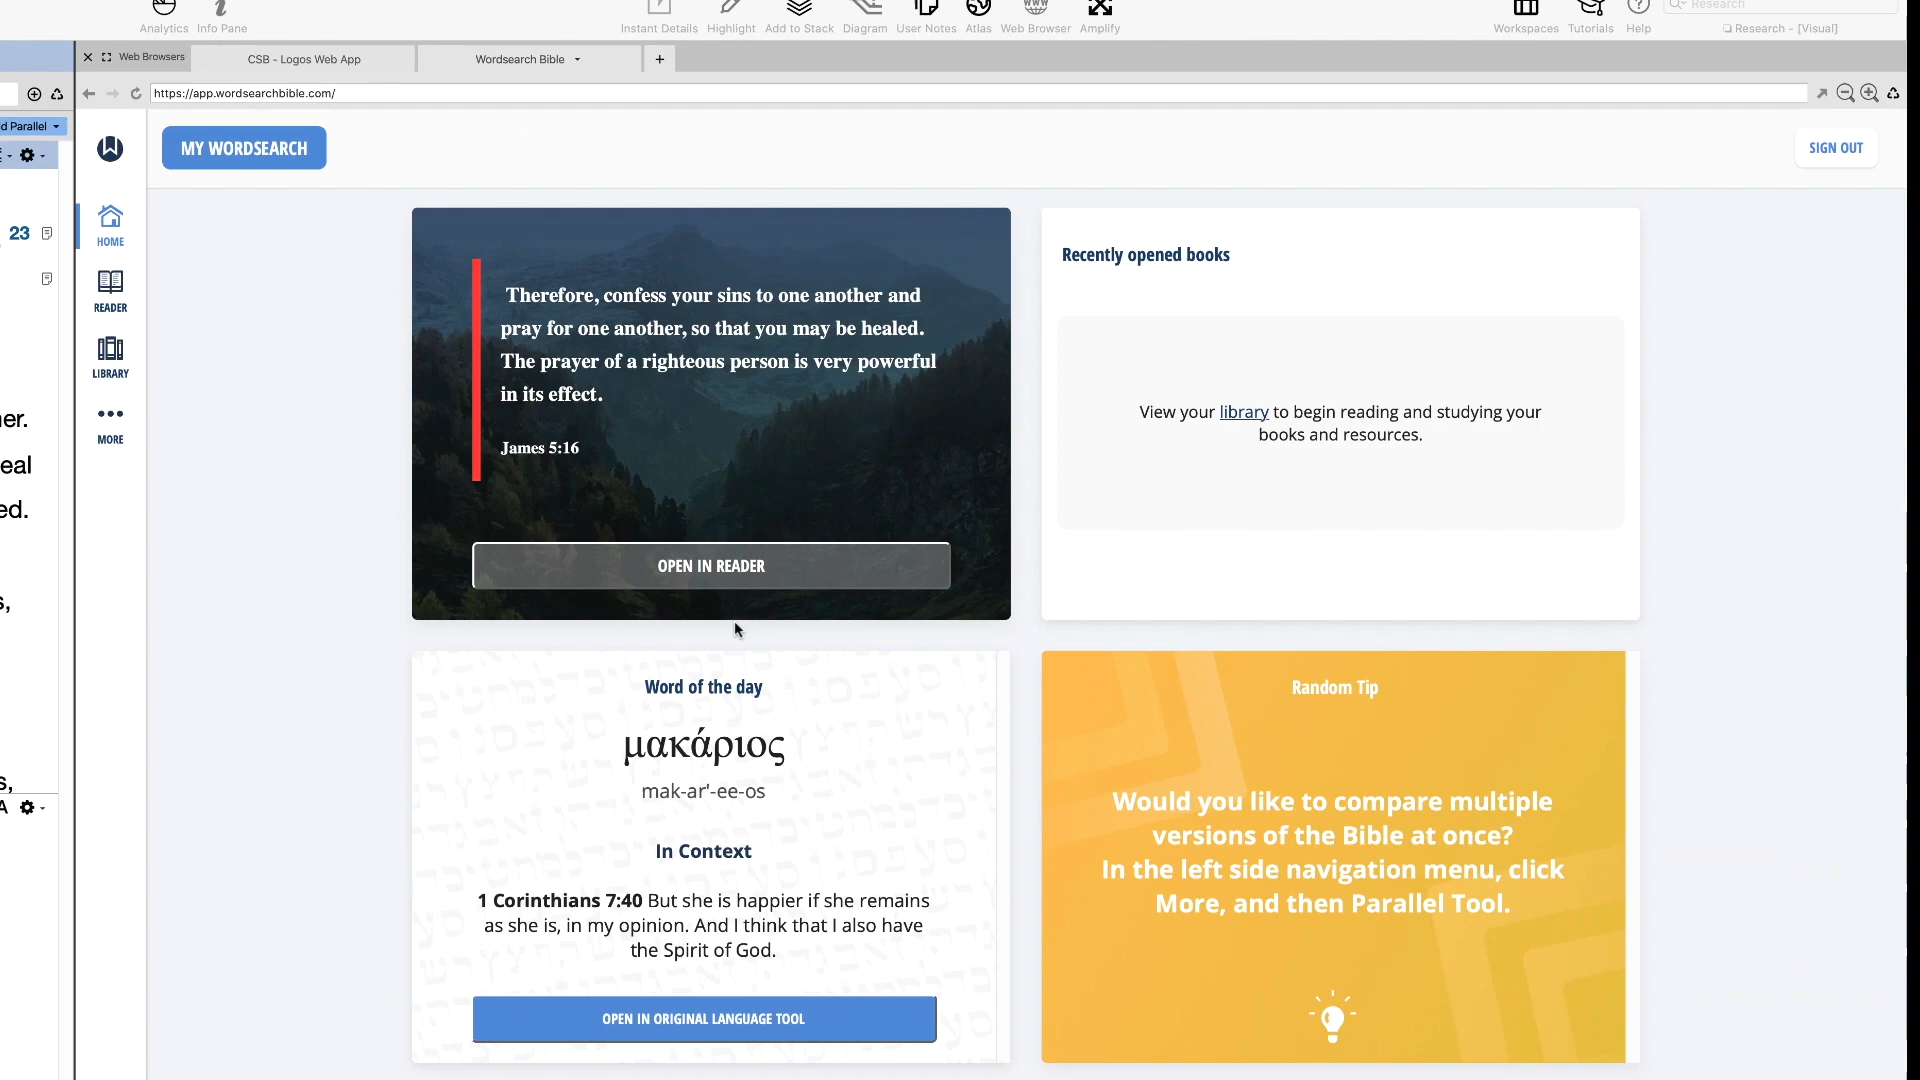 Analytics Info Pane Instant Details Highlight Add to Stack Diagram User Notes Atlas Web Browser Amplify Workspaces Tutorials Help Research
Research - [Visual]
Web Browsers CSB - Logos Web App Wordsearch Bible +
https://app.wordsearchbible.com/
d Parallel
23
er.
eal
ed.
s,
s,
A
MY WORDSEARCH
SIGN OUT
HOME
READER
LIBRARY
MORE
Therefore, confess your sins to one another and
pray for one another, so that you may be healed.
The prayer of a righteous person is very powerful
in its effect.
James 5:16
OPEN IN READER
Recently opened books
View your library to begin reading and studying your
books and resources.
Word of the day
μακάριος
mak-ar'-ee-os
In Context
1 Corinthians 7:40 But she is happier if she remains
as she is, in my opinion. And I think that I also have
the Spirit of God.
OPEN IN ORIGINAL LANGUAGE TOOL
Random Tip
Would you like to compare multiple
versions of the Bible at once?
In the left side navigation menu, click
More, and then Parallel Tool.